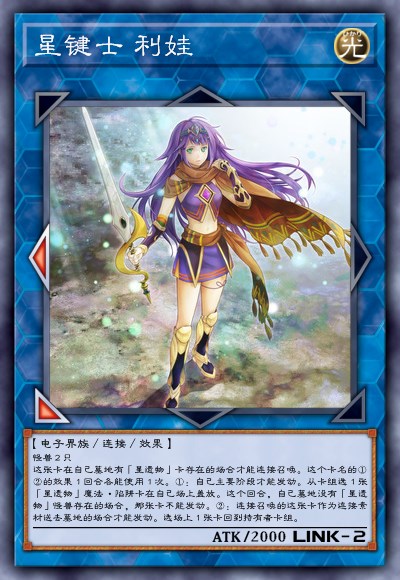 星键士 利娃
光
【电子界族／连接／效果】
怪兽２只
这张卡在自己墓地有「星遗物」卡存在的场合才能连接召唤。这个卡名的①
②的效果１回合各能使用１次。①：自己主要阶段才能发动。从卡组选１张
「星遗物」魔法·陷阱卡在自己场上盖放。这个回合，自己墓地没有「星遗物」
怪兽存在的场合，那张卡不能发动。②：连接召唤的这张卡作为连接素
材送去墓地的场合才能发动。选场上１张卡回到持有者卡组。
ATK/2000 LINK-2